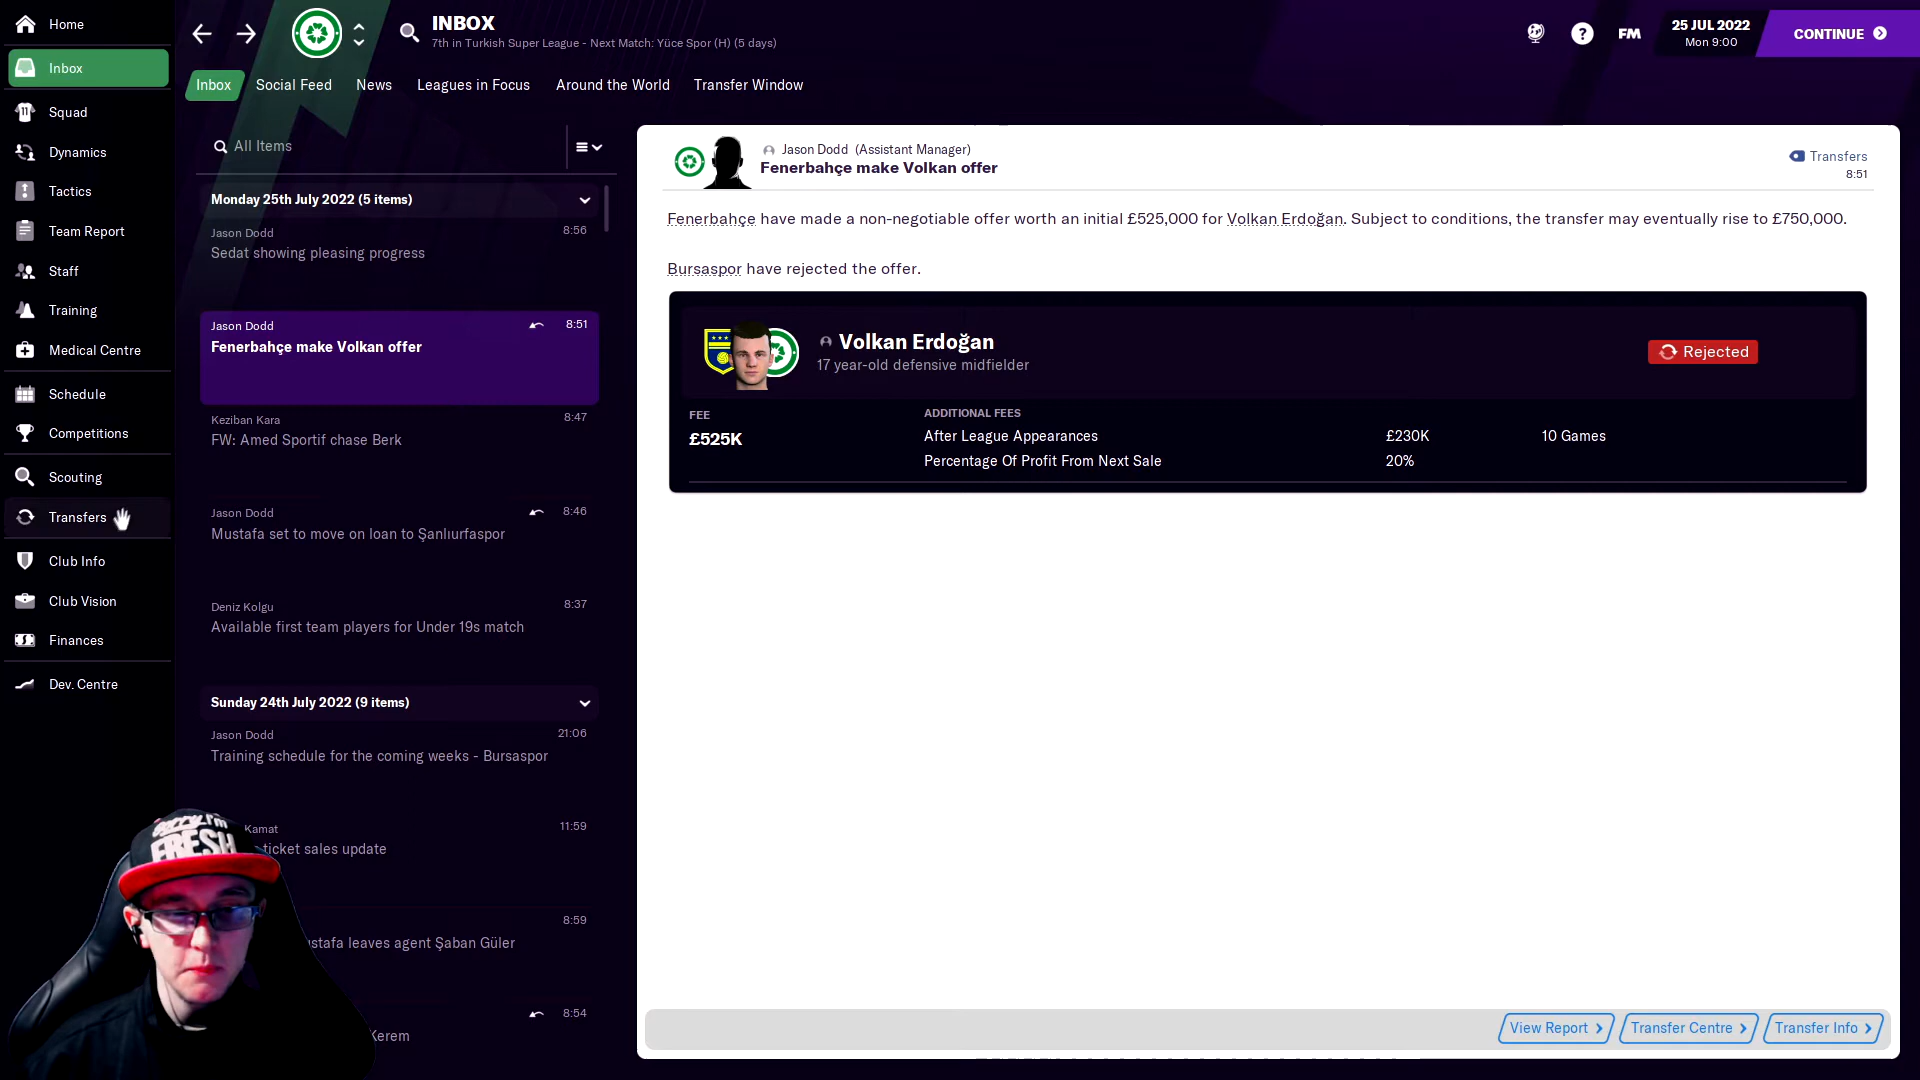 Home
Inbox
Squad
Dynamics
Tactics
Team Report
Staff
Training
Medical Centre
Schedule
Competitions
Scouting
Transfers
Club Info
Club Vision
Finances
Dev. Centre
INBOX
7th in Turkish Super League - Next Match: Yüce Spor (H) (5 days)
? FM
25 JUL 2022
Mon 9:00
CONTINUE
Inbox Social Feed News Leagues in Focus Around the World Transfer Window
All Items
Monday 25th July 2022 (5 items)
Jason Dodd 8:56
Sedat showing pleasing progress
Jason Dodd 8:51
Fenerbahçe make Volkan offer
Keziban Kara 8:47
FW: Amed Sportif chase Berk
Jason Dodd 8:46
Mustafa set to move on loan to Şanlıurfaspor
Deniz Kolgu 8:37
Available first team players for Under 19s match
Sunday 24th July 2022 (9 items)
Jason Dodd 21:06
Training schedule for the coming weeks - Bursaspor
Kamat 11:59
ticket sales update
8:59
leaves agent Şaban Güler
8:54
Kerem
FRESH
Jason Dodd (Assistant Manager)
Fenerbahçe make Volkan offer
Transfers
8:51
Fenerbahçe have made a non-negotiable offer worth an initial £525,000 for Volkan Erdoğan. Subject to conditions, the transfer may eventually rise to £750,000.
Bursaspor have rejected the offer.
Volkan Erdoğan
17 year-old defensive midfielder
Rejected
FEE
£525K
ADDITIONAL FEES
After League Appearances £230K 10 Games
Percentage Of Profit From Next Sale 20%
View Report Transfer Centre Transfer Info